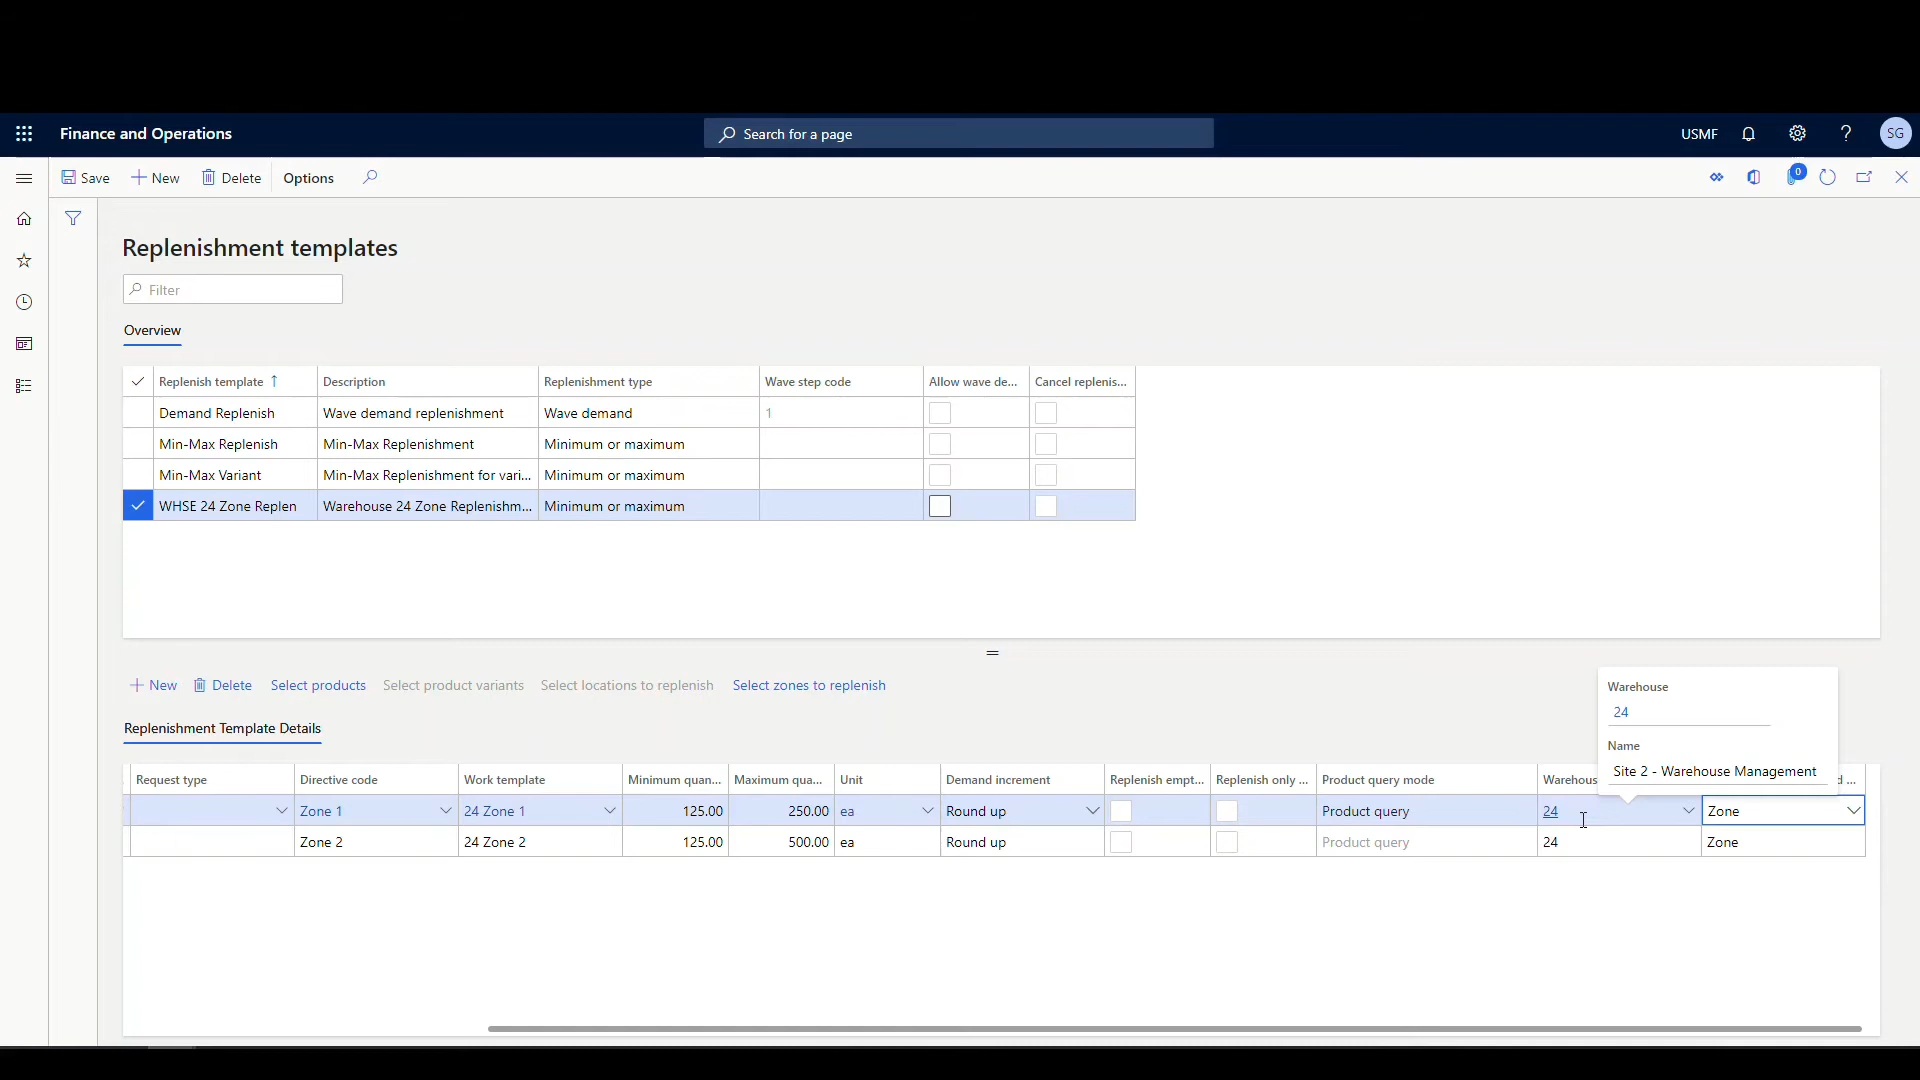 Finance and Operations
Search for a page
USMF
?
SG
Save
New
Delete
Options
0
Replenishment templates
Filter
Overview
Replenish template ↑ Description Replenishment type Wave step code Allow wave de... Cancel replenis...
Demand Replenish Wave demand replenishment Wave demand 1
Min-Max Replenish Min-Max Replenishment Minimum or maximum
Min-Max Variant Min-Max Replenishment for vari... Minimum or maximum
WHSE 24 Zone Replen Warehouse 24 Zone Replenishm... Minimum or maximum
New Delete Select products Select product variants Select locations to replenish Select zones to replenish
Warehouse
24
Name
Site 2 - Warehouse Management
Replenishment Template Details
Request type Directive code Work template Minimum quan... Maximum qua... Unit Demand increment Replenish empt... Replenish only ... Product query mode Warehous d ...
Zone 1 24 Zone 1 125.00 250.00 ea Round up Product query 24 Zone
Zone 2 24 Zone 2 125.00 500.00 ea Round up Product query 24 Zone